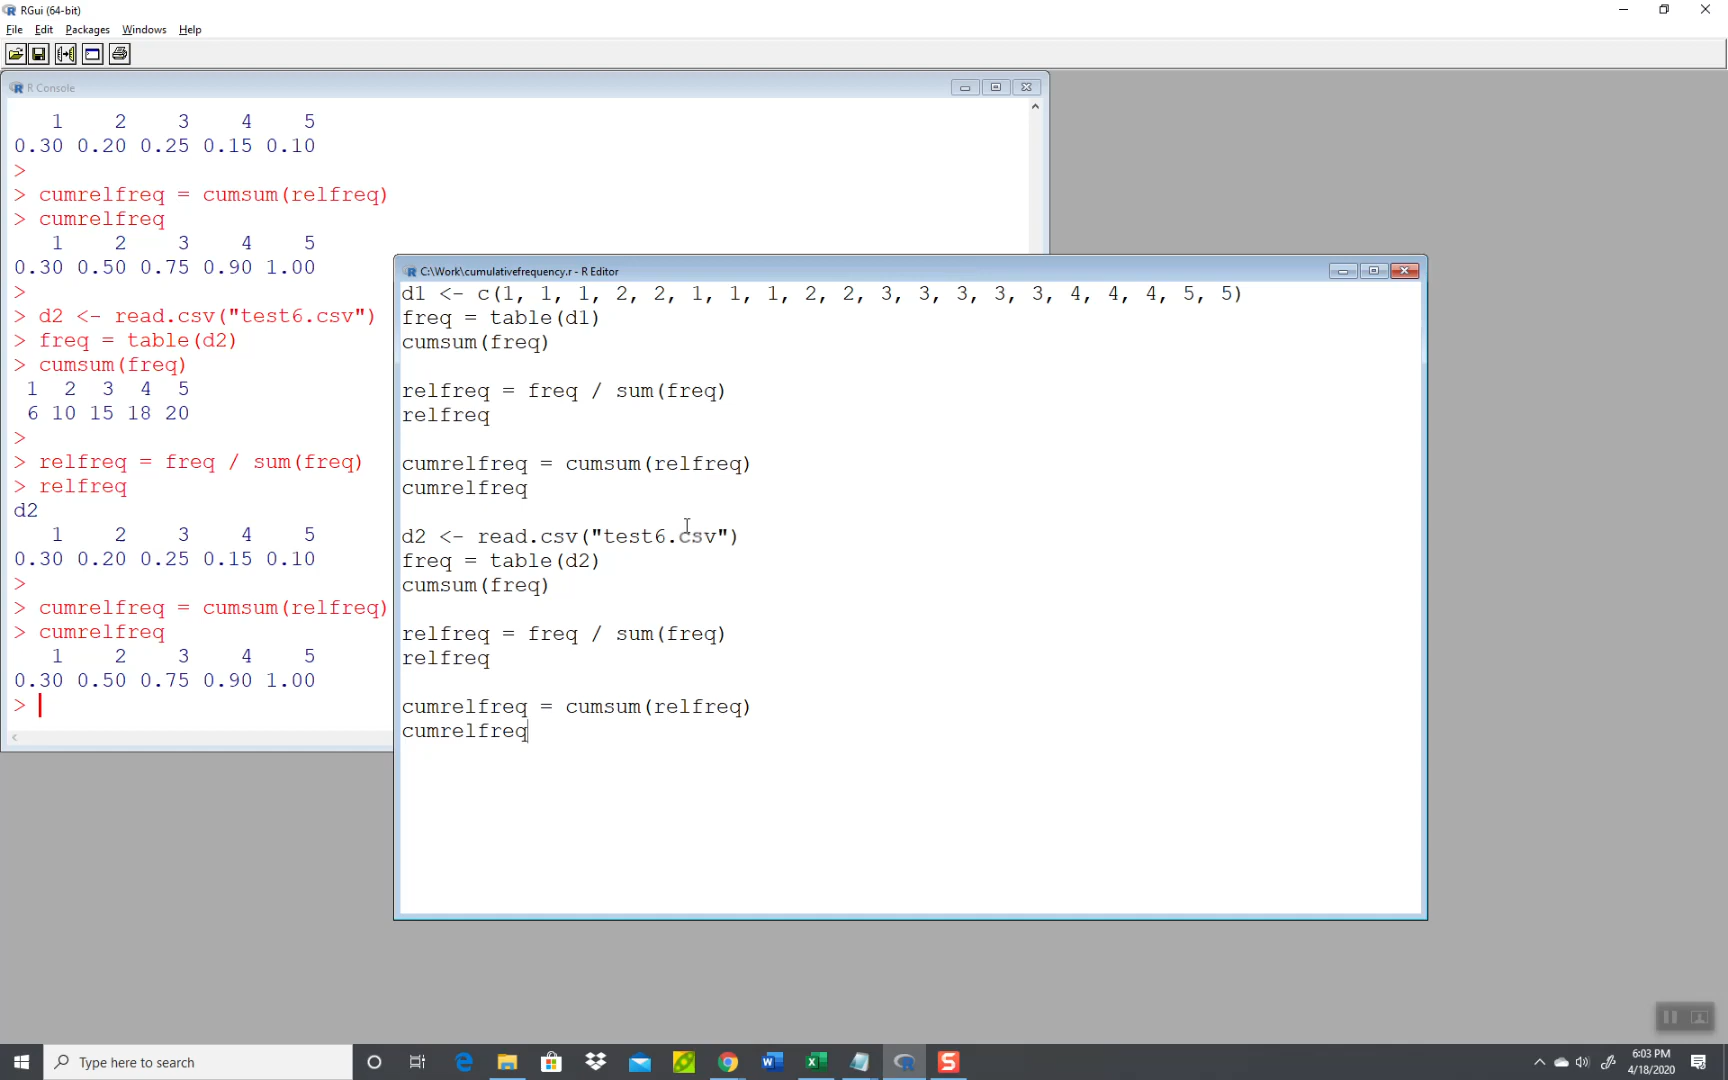 RGui (64-bit)
File Edit Packages Windows Help
R Console
1 2 3 4 5
0.30 0.20 0.25 0.15 0.10
>
> cumrelfreq = cumsum(relfreq)
> cumrelfreq
1 2 3 4 5
0.30 0.50 0.75 0.90 1.00
>
> d2 <- read.csv("test6.csv")
> freq = table(d2)
> cumsum(freq)
1 2 3 4 5
6 10 15 18 20
>
> relfreq = freq / sum(freq)
> relfreq
d2
1 2 3 4 5
0.30 0.20 0.25 0.15 0.10
>
> cumrelfreq = cumsum(relfreq)
> cumrelfreq
1 2 3 4 5
0.30 0.50 0.75 0.90 1.00
>
C:\Work\cumulativefrequency.r - R Editor
d1 <- c(1, 1, 1, 2, 2, 1, 1, 1, 2, 2, 3, 3, 3, 3, 3, 4, 4, 4, 5, 5)
freq = table(d1)
cumsum(freq)
relfreq = freq / sum(freq)
relfreq
cumrelfreq = cumsum(relfreq)
cumrelfreq
d2 <- read.csv("test6.csv")
freq = table(d2)
cumsum(freq)
relfreq = freq / sum(freq)
relfreq
cumrelfreq = cumsum(relfreq)
cumrelfreq
Type here to search
6:03 PM
4/18/2020